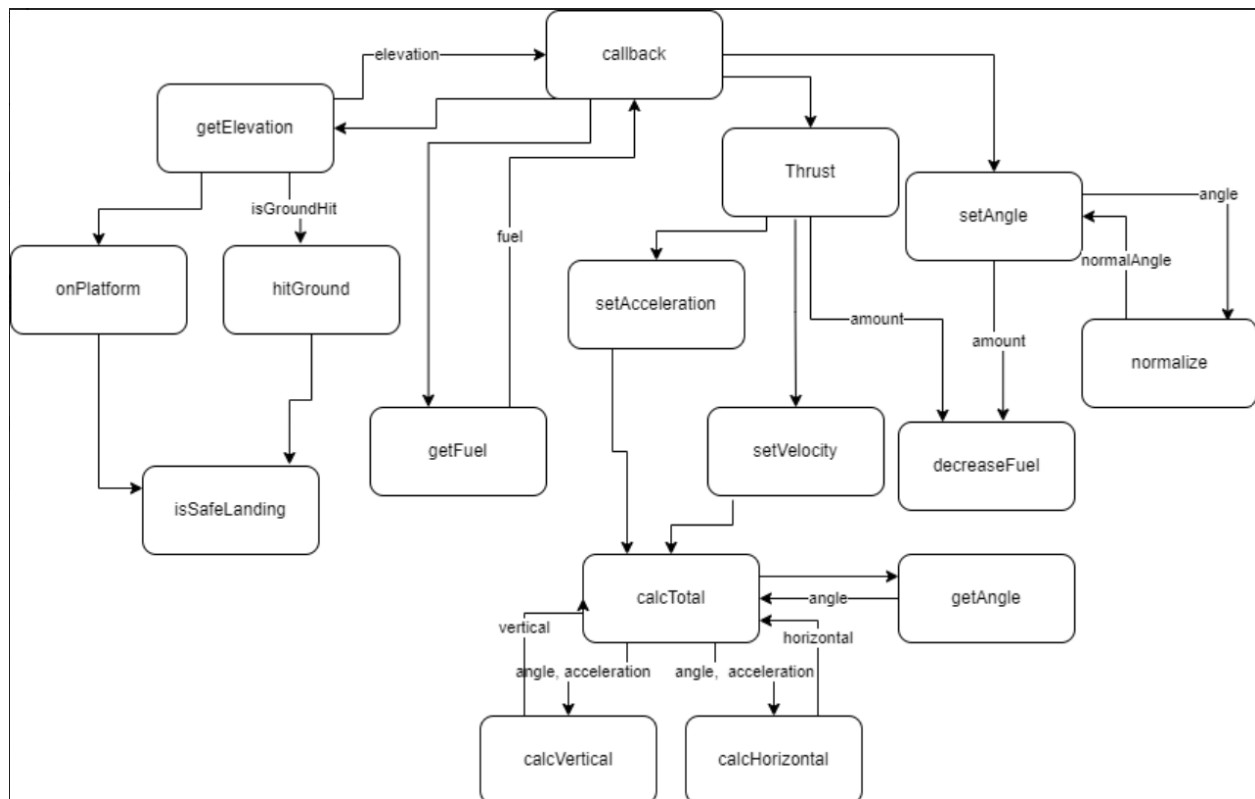 callback
elevation
getElevation
Thrust
setAngle
angle
isGroundHit
fuel
normalAngle
onPlatform
hitGround
setAcceleration
amount
amount
normalize
getFuel
setVelocity
decreaseFuel
isSafeLanding
calcTotal
angle
getAngle
vertical
horizontal
angle, acceleration
angle, acceleration
calcVertical
calcHorizontal